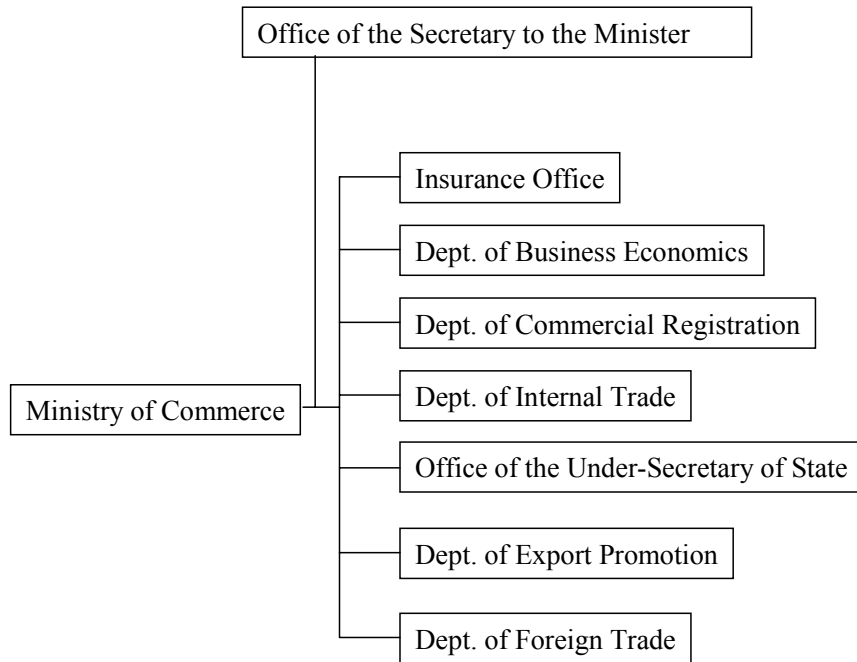 Office of the Secretary to the Minister
Insurance Office
Dept. of Business Economics
Dept. of Commercial Registration
Ministry of Commerce
Dept. of Internal Trade
Office of the Under-Secretary of State
Dept. of Export Promotion
Dept. of Foreign Trade